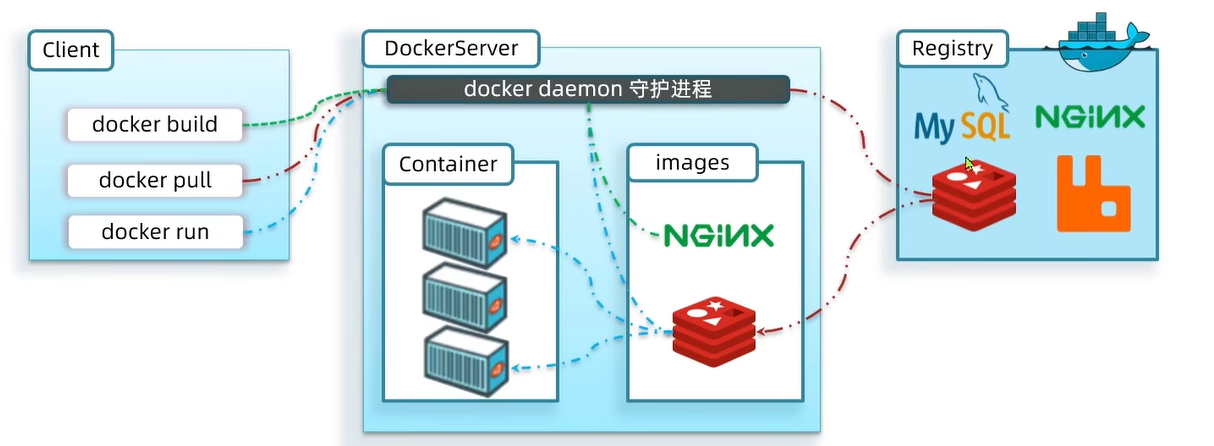 Client
docker build
docker pull
docker run
DockerServer
docker daemon 守护进程
Container
images
NGINX
Registry
MySQL
NGINX